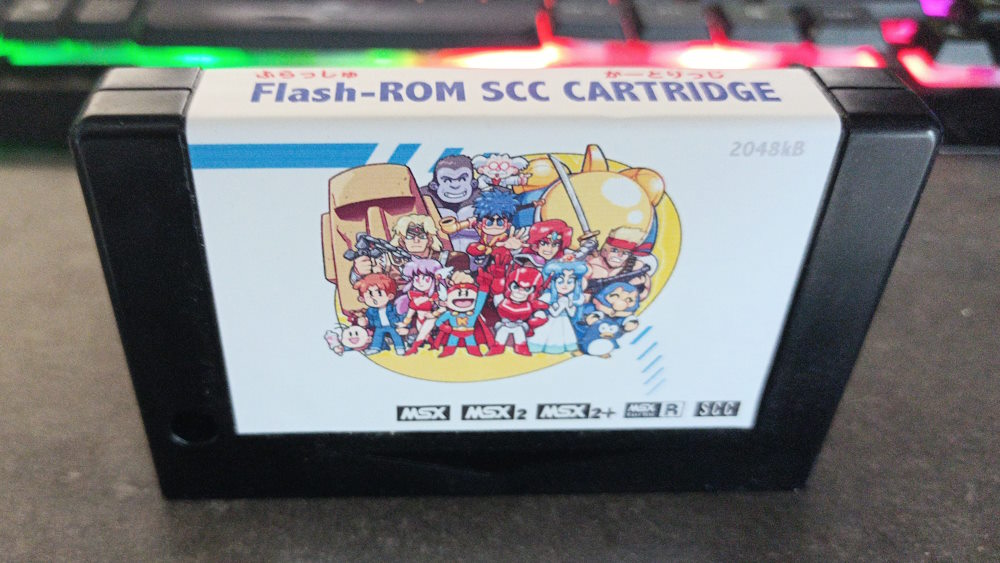 ふらっしゅ かーとりっじ
Flash-ROM SCC CARTRIDGE
2048kB
MSX MSX2 MSX2+ MSX R SCC